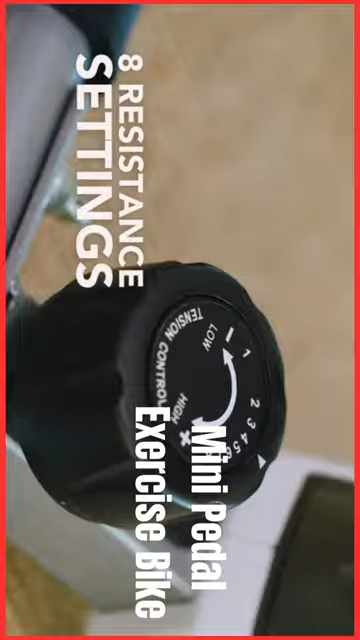 8 RESISTANCE
SETTINGS
TENSION CONTROL
LOW
HIGH
–
+
1
2
3
4
5
6
Mini Pedal
Exercise Bike